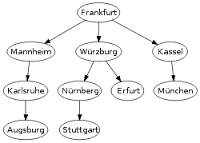 Frankfurt
Mannheim Würzburg Kassel
Karlsruhe Nürnberg Erfurt München
Augsburg Stuttgart